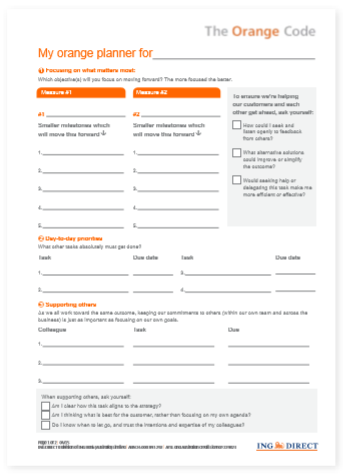 The Orange Code
My orange planner for
1 Focusing on what matters most:
Which objective(s) will you focus on moving forward? The more focused the better.
Measure #1 Measure #2
#1 #2
Smaller milestones which will move this forward
Smaller milestones which will move this forward
1. 1.
2. 2.
3. 3.
4. 4.
5. 5.
To ensure we're helping
our customers and each
other get ahead, ask yourself:
How could I seek and
listen openly to feedback
from others?
What alternative solutions
could improve or simplify
the outcome?
Would seeking help or
delegating this task make me
more efficient or effective?
2 Day-to-day priorities
What other tasks absolutely must get done?
Task Due date Task Due date
1. 3.
2. 4.
3 Supporting others
As we all work toward the same outcome, keeping our commitments to others (within our own team and across the
business) is just as important as focusing on our own goals.
Colleague Task Due
1.
2.
3.
When supporting others, ask yourself:
Am I clear how this task aligns to the strategy?
Am I thinking what is best for the customer, rather than focusing on my own agenda?
Do I know when to let go, and trust the intentions and expertise of my colleagues?
ING DIRECT